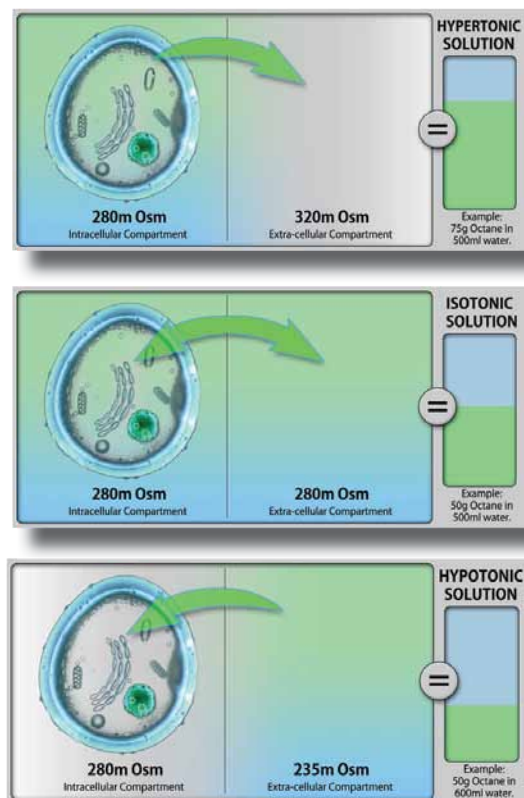 HYPERTONIC
SOLUTION
=
280m Osm
Intracellular Compartment
320m Osm
Extra-cellular Compartment
Example:
75g Octane in
500ml water.
ISOTONIC
SOLUTION
=
280m Osm
Intracellular Compartment
280m Osm
Extra-cellular Compartment
Example:
50g Octane in
500ml water.
HYPOTONIC
SOLUTION
=
280m Osm
Intracellular Compartment
235m Osm
Extra-cellular Compartment
Example:
50g Octane in
600ml water.